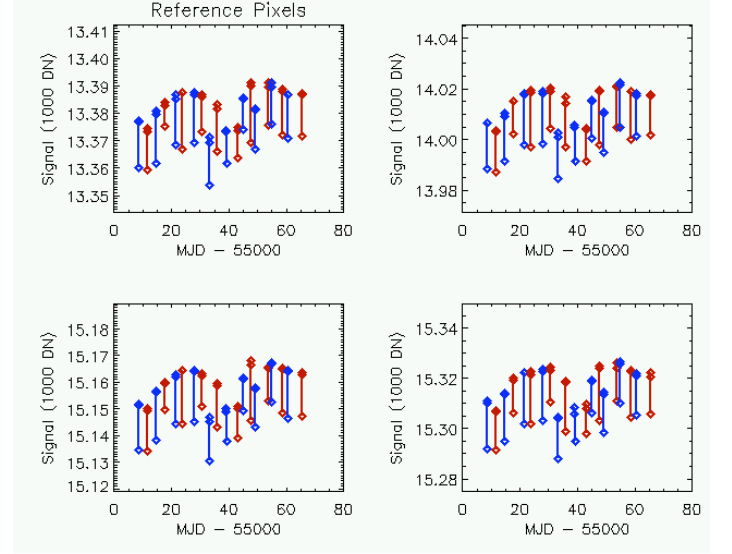 Reference Pixels
13.41
13.40
13.39
13.38
13.37
13.36
13.35
Signal (1000 DN)
0 20 40 60 80
MJD - 55000
14.04
14.02
14.00
13.98
Signal (1000 DN)
0 20 40 60 80
MJD - 55000
15.18
15.17
15.16
15.15
15.14
15.13
15.12
Signal (1000 DN)
0 20 40 60 80
MJD - 55000
15.34
15.32
15.30
15.28
Signal (1000 DN)
0 20 40 60 80
MJD - 55000